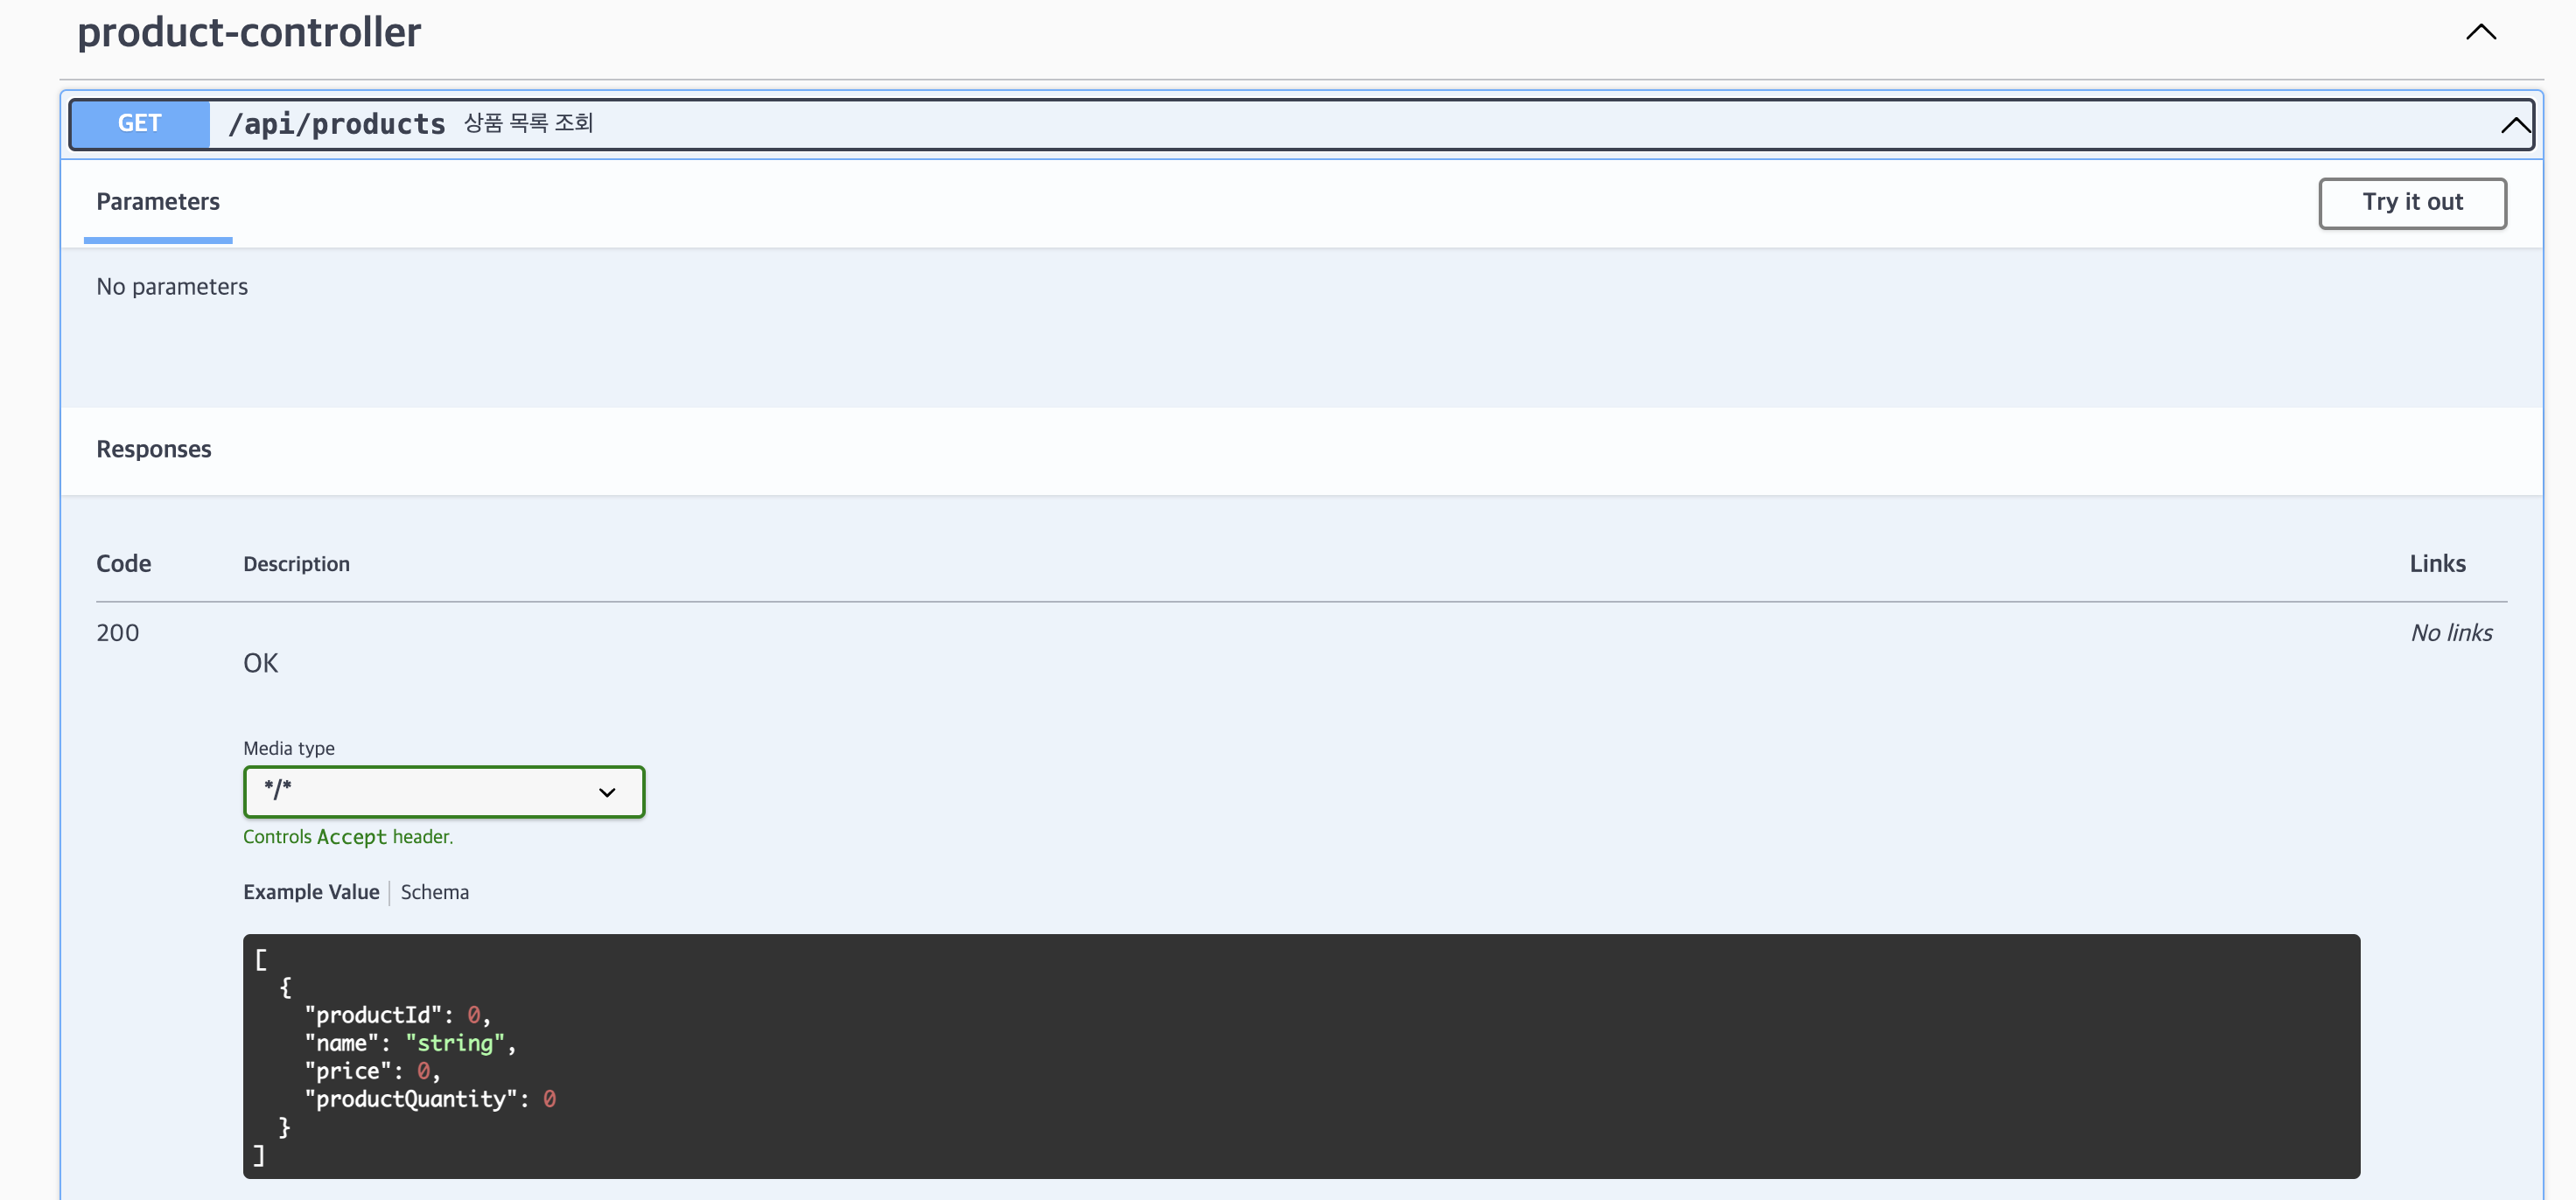 product-controller
GET /api/products 상품 목록 조회
Parameters Try it out
No parameters
Responses
Code Description Links
200 No links
OK
Media type
*/*
Controls Accept header.
Example Value Schema
[
  {
    "productId": 0,
    "name": "string",
    "price": 0,
    "productQuantity": 0
  }
]